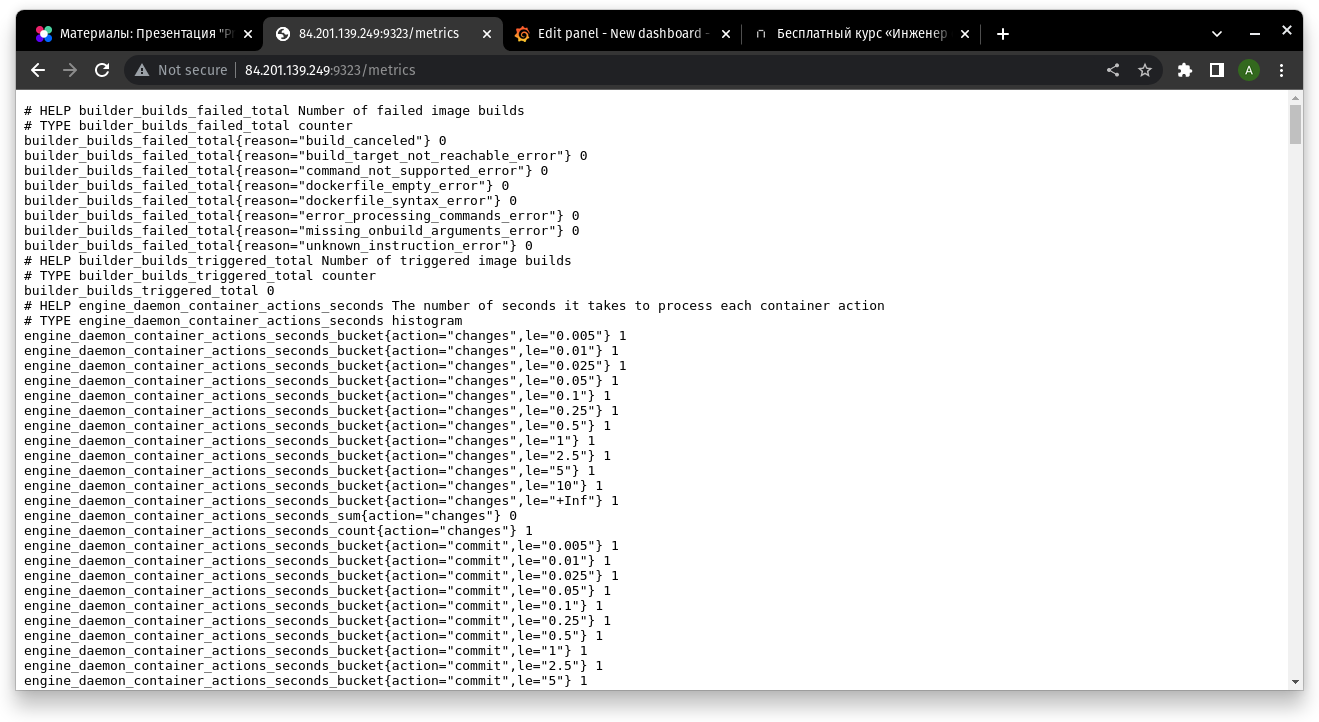 Материалы: Презентация "Pr
84.201.139.249:9323/metrics
Edit panel - New dashboard -
Бесплатный курс «Инженер
Not secure
84.201.139.249:9323/metrics
A
# HELP builder_builds_failed_total Number of failed image builds
# TYPE builder_builds_failed_total counter
builder_builds_failed_total{reason="build_canceled"} 0
builder_builds_failed_total{reason="build_target_not_reachable_error"} 0
builder_builds_failed_total{reason="command_not_supported_error"} 0
builder_builds_failed_total{reason="dockerfile_empty_error"} 0
builder_builds_failed_total{reason="dockerfile_syntax_error"} 0
builder_builds_failed_total{reason="error_processing_commands_error"} 0
builder_builds_failed_total{reason="missing_onbuild_arguments_error"} 0
builder_builds_failed_total{reason="unknown_instruction_error"} 0
# HELP builder_builds_triggered_total Number of triggered image builds
# TYPE builder_builds_triggered_total counter
builder_builds_triggered_total 0
# HELP engine_daemon_container_actions_seconds The number of seconds it takes to process each container action
# TYPE engine_daemon_container_actions_seconds histogram
engine_daemon_container_actions_seconds_bucket{action="changes",le="0.005"} 1
engine_daemon_container_actions_seconds_bucket{action="changes",le="0.01"} 1
engine_daemon_container_actions_seconds_bucket{action="changes",le="0.025"} 1
engine_daemon_container_actions_seconds_bucket{action="changes",le="0.05"} 1
engine_daemon_container_actions_seconds_bucket{action="changes",le="0.1"} 1
engine_daemon_container_actions_seconds_bucket{action="changes",le="0.25"} 1
engine_daemon_container_actions_seconds_bucket{action="changes",le="0.5"} 1
engine_daemon_container_actions_seconds_bucket{action="changes",le="1"} 1
engine_daemon_container_actions_seconds_bucket{action="changes",le="2.5"} 1
engine_daemon_container_actions_seconds_bucket{action="changes",le="5"} 1
engine_daemon_container_actions_seconds_bucket{action="changes",le="10"} 1
engine_daemon_container_actions_seconds_bucket{action="changes",le="+Inf"} 1
engine_daemon_container_actions_seconds_sum{action="changes"} 0
engine_daemon_container_actions_seconds_count{action="changes"} 1
engine_daemon_container_actions_seconds_bucket{action="commit",le="0.005"} 1
engine_daemon_container_actions_seconds_bucket{action="commit",le="0.01"} 1
engine_daemon_container_actions_seconds_bucket{action="commit",le="0.025"} 1
engine_daemon_container_actions_seconds_bucket{action="commit",le="0.05"} 1
engine_daemon_container_actions_seconds_bucket{action="commit",le="0.1"} 1
engine_daemon_container_actions_seconds_bucket{action="commit",le="0.25"} 1
engine_daemon_container_actions_seconds_bucket{action="commit",le="0.5"} 1
engine_daemon_container_actions_seconds_bucket{action="commit",le="1"} 1
engine_daemon_container_actions_seconds_bucket{action="commit",le="2.5"} 1
engine_daemon_container_actions_seconds_bucket{action="commit",le="5"} 1